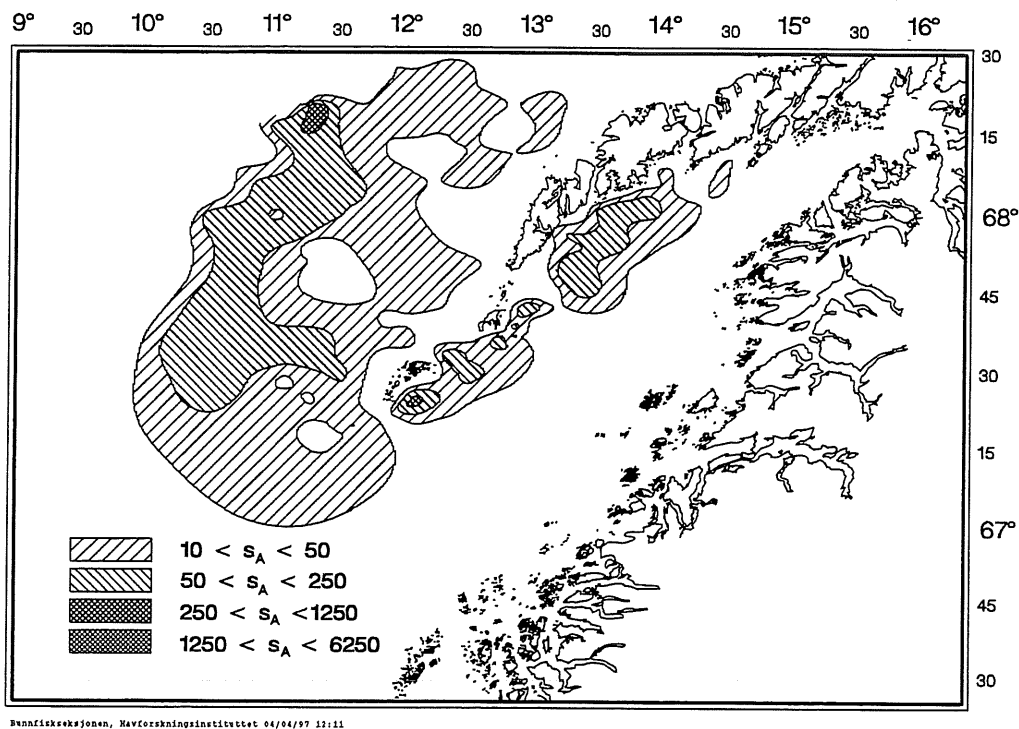 9° 30 10° 30 11° 30 12° 30 13° 30 14° 30 15° 30 16°
30
15
68°
45
30
15
67°
45
30
10 < sA < 50
50 < sA < 250
250 < sA <1250
1250 < sA < 6250
Bunnfiskseksjonen, Havforskningsinstituttet 04/04/97 12:11